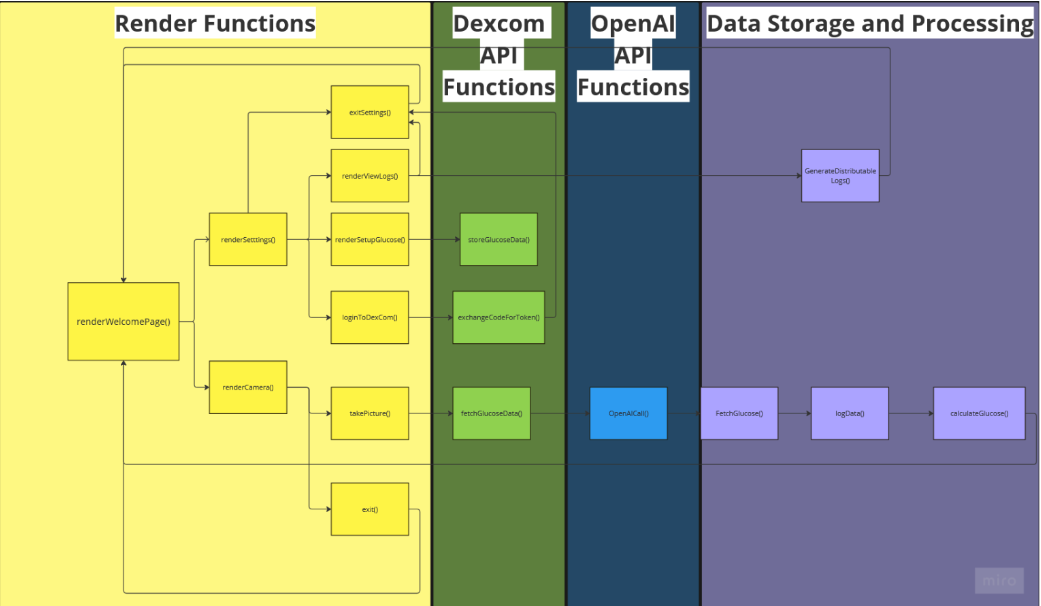 Render Functions
Dexcom
API
Functions
OpenAI
API
Functions
Data Storage and Processing
exitSettings()
renderViewLogs()
GenerateDistributable
Logs()
renderSetttings()
renderSetupGlucose()
storeGlucoseData()
renderWelcomePage()
loginToDexCom()
exchangeCodeForToken()
renderCamera()
takePicture()
fetchGlucoseData()
OpenAICall()
FetchGlucose()
logData()
calculateGlucose()
exit()
miro